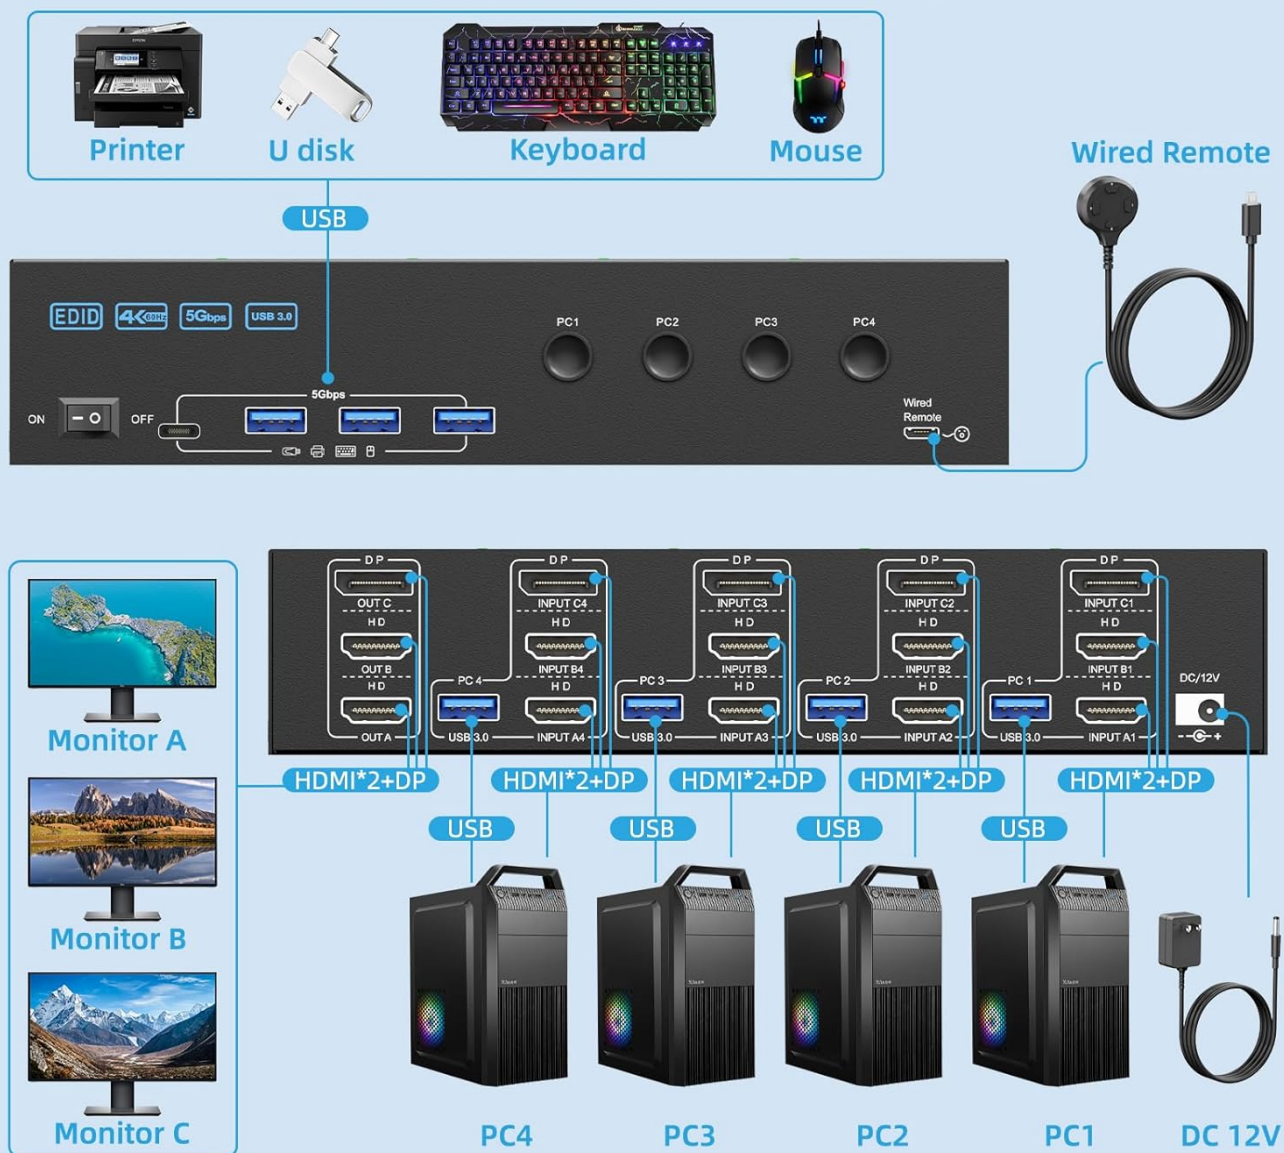 EPSON
Printer
U disk
Keyboard
Mouse
Wired Remote
USB
EDID
4K60Hz
5Gbps
USB 3.0
PC1
PC2
PC3
PC4
5Gbps
ON
OFF
Wired
Remote
DP
OUT C
HD
OUT B
HD
OUT A
DP
INPUT C4
HD
INPUT B4
PC 4
HD
USB 3.0
INPUT A4
DP
INPUT C3
HD
INPUT B3
PC 3
HD
USB 3.0
INPUT A3
DP
INPUT C2
HD
INPUT B2
PC 2
HD
USB 3.0
INPUT A2
DP
INPUT C1
HD
INPUT B1
PC 1
HD
USB 3.0
INPUT A1
DC/12V
- +
Monitor A
Monitor B
Monitor C
HDMI*2+DP
HDMI*2+DP
HDMI*2+DP
HDMI*2+DP
HDMI*2+DP
USB
USB
USB
USB
PC4
PC3
PC2
PC1
DC 12V